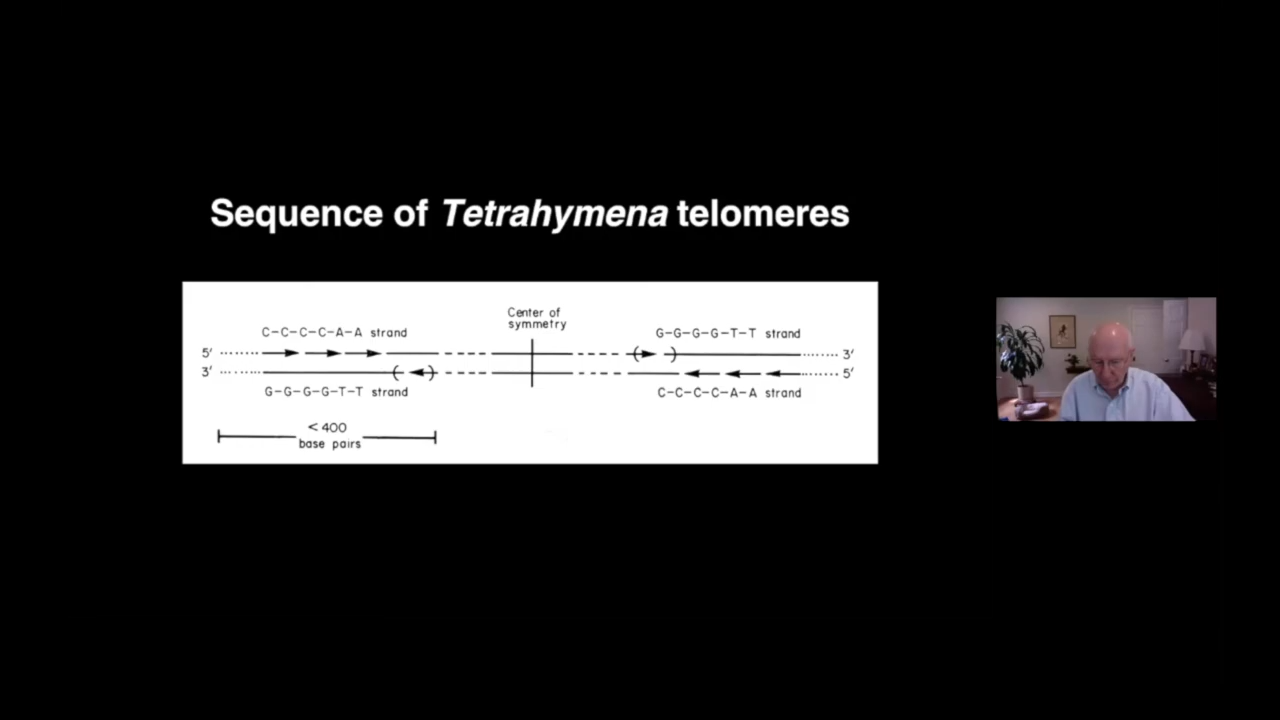 Sequence of Tetrahymena telomeres
Center of
symmetry
C-C-C-C-A-A strand
G-G-G-G-T-T strand
5' 3'
3' 5'
G-G-G-G-T-T strand
C-C-C-C-A-A strand
< 400
base pairs